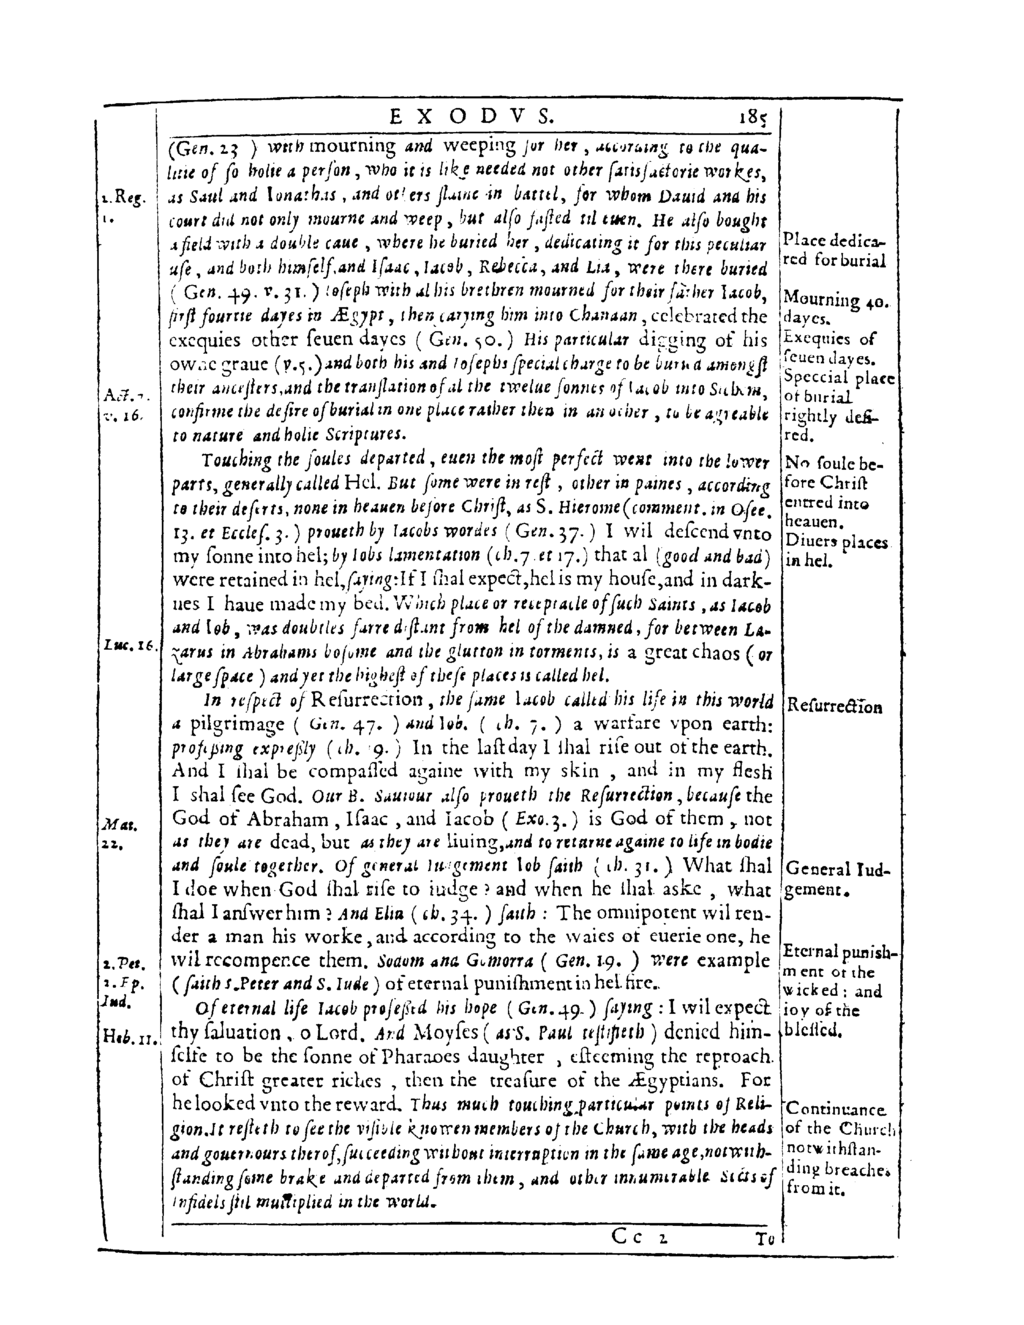 E X O D V S. 185
(Gen. 23 ) with mourning and weeping for her , according to the qua-
litie of ſo holie a perſon , who it is like needed not other ſatisfactorie workes,
as Saul and Ionathas , and others ſlaine in battel, for whom Dauid and his
court did not only mourne and weep , but alſo faſted til euen. He alſo bought
a field with a double caue , where he buried her , dedicating it for this peculiar
uſe , and both himſelf, and Iſaac , Iacob , Rebecca , and Lia , were there buried
( Gen. 49. v. 31. ) Ioſeph with al his brethren mourned for their father Iacob,
firſt fourtie dayes in Ægypt , then carying him into Chanaan , celebrated the
exequies other ſeuen dayes ( Gen. 50. ) His particular digging of his
owne graue (v.5.) and both his and Ioſephs ſpecial charge to be buried amongſt
their anceſters, and the tranſlation of al the twelue ſonnes of Iacob into Sichem,
confirme the deſire of burial in one place rather then in an other , to be agreable
to nature and holie Scriptures.
Touching the ſoules departed , euen the moſt perfect went into the lower
parts, generally called Hel. But ſome were in reſt , other in paines , according
to their deſerts, none in heauen before Chriſt, as S. Hierome (comment. in Oſee.
13. et Eccleſ. 3. ) proueth by Iacobs wordes ( Gen. 37. ) I wil deſcend vnto
my ſonne into hel; by Iobs lamentation (ch. 7. et 17.) that al (good and bad)
were retained in hel, ſaying: If I ſhal expect, hel is my houſe, and in dark-
nes I haue made my bed. Which place or receptacle of ſuch Saints , as Iacob
and Iob , was doubtles farre diſtant from hel of the damned, for between La-
zarus in Abrahams boſome and the glutton in torments, is a great chaos ( or
large ſpace ) and yet the higheſt of theſe places is called hel.
In reſpect of Reſurrection , the ſame Iacob called his life in this world
a pilgrimage ( Gen. 47. ) and Iob. ( ch. 7. ) a warfare vpon earth:
profeſſing expreſſly ( ch. 19. ) In the laſt day I ſhal riſe out of the earth.
And I ſhal be compaſſed againe with my skin , and in my fleſh
I shal ſee God. Our B. Sauiour alſo proueth the Reſurrection , becauſe the
God of Abraham , Iſaac , and Iacob ( Exo. 3. ) is God of them , not
as they are dead, but as they are liuing, and to returne againe to life in bodie
and ſoule together. Of general Iudgement Iob ſaith ( ch. 31. ) What ſhal
I doe when God ſhal riſe to iudge ? and when he ſhal aske , what
ſhal I anſwer him ? And Eliu ( ch. 34. ) ſaith : The omnipotent wil ren-
der a man his worke, and according to the waies of euerie one, he
wil recompence them. Sodom and Gomorra ( Gen. 19. ) were example
( ſaith S. Peter and S. Iude ) of eternal puniſhment in hel fire.
Of eternal life Iacob profeſſed his hope ( Gen. 49. ) ſaying : I wil expect
thy ſaluation , o Lord. And Moyſes ( as S. Paul teſtifieth ) denied him-
ſelfe to be the ſonne of Pharaoes daughter , eſteeming the reproach
of Chriſt greater riches , then the treaſure of the Ægyptians. For
he looked vnto the reward. Thus much touching particular points of Reli-
gion. It reſteth to ſee the viſible knowen members of the Church, with the heads
and gouernours therof, ſucceeding without interruption in the ſame age, notwith-
ſtanding ſome brake and departed from them , and other innumerable Sects of
infidels ſtil multiplied in the world.
Cc 2 To
1. Reg.
1.
Act. 7.
v. 16.
Luc. 16.
Mat.
22.
2. Pet.
1. Ep.
Iud.
Heb. 11.
Place dedica-
red for burial
Mourning 40.
dayes.
Exequies of
ſeuen dayes.
Speccial place
of burial
rightly deſi-
red.
No ſoule be-
fore Chriſt
entred into
heauen.
Diuers places
in hel.
Reſurrection
General Iud-
gement.
Eternal punish-
ment of the
wicked : and
ioy of the
bleſſed.
Continuance
of the Church
notwithſtan-
ding breaches
from it.